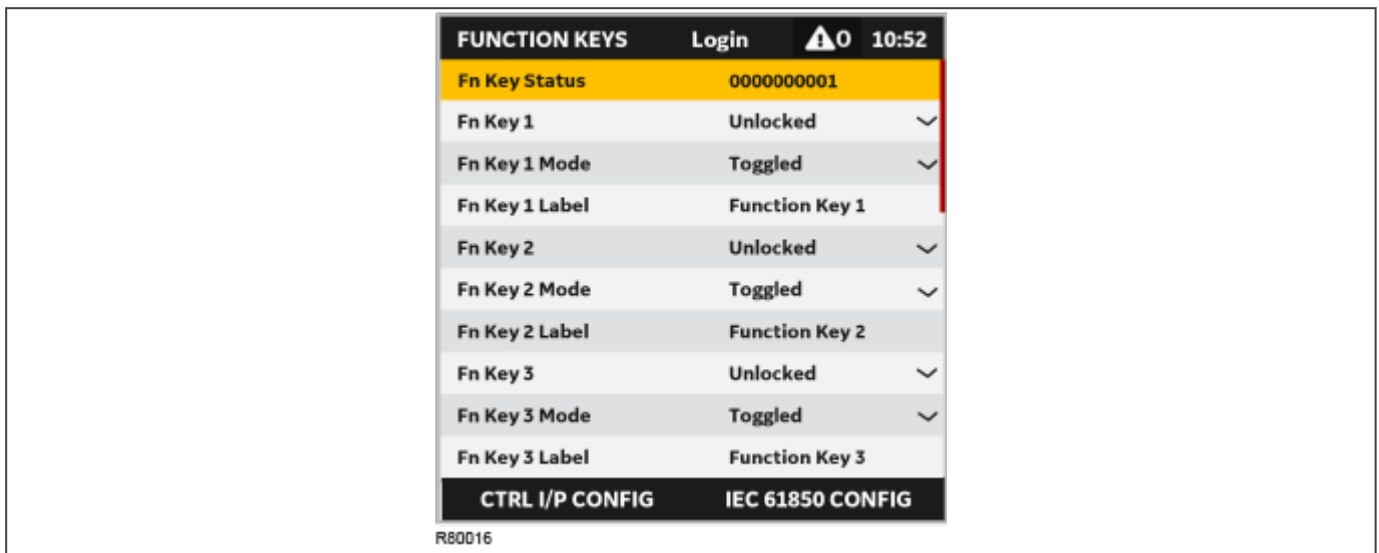 FUNCTION KEYS Login 0 10:52
Fn Key Status 0000000001
Fn Key 1 Unlocked
Fn Key 1 Mode Toggled
Fn Key 1 Label Function Key 1
Fn Key 2 Unlocked
Fn Key 2 Mode Toggled
Fn Key 2 Label Function Key 2
Fn Key 3 Unlocked
Fn Key 3 Mode Toggled
Fn Key 3 Label Function Key 3
CTRL I/P CONFIG IEC 61850 CONFIG
R80016